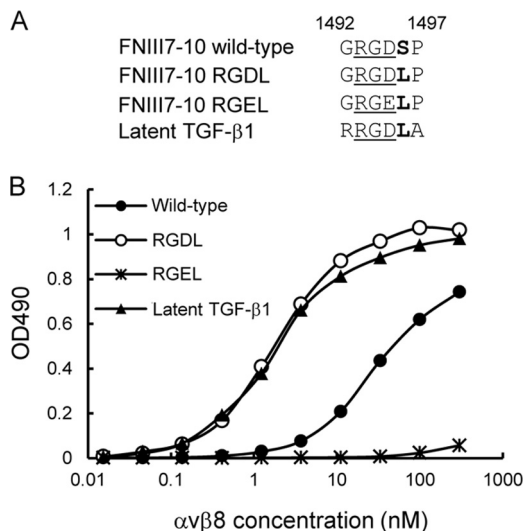 A
1492 1497
FNIII7-10 wild-type GRGDSP
FNIII7-10 RGDL GRGDLP
FNIII7-10 RGEL GRGELP
Latent TGF-β1 RRGDLA
B
1.2
1
0.8
0.6
0.4
0.2
0
OD490
Wild-type
RGDL
RGEL
Latent TGF-β1
0.01 0.1 1 10 100 1000
αvβ8 concentration (nM)